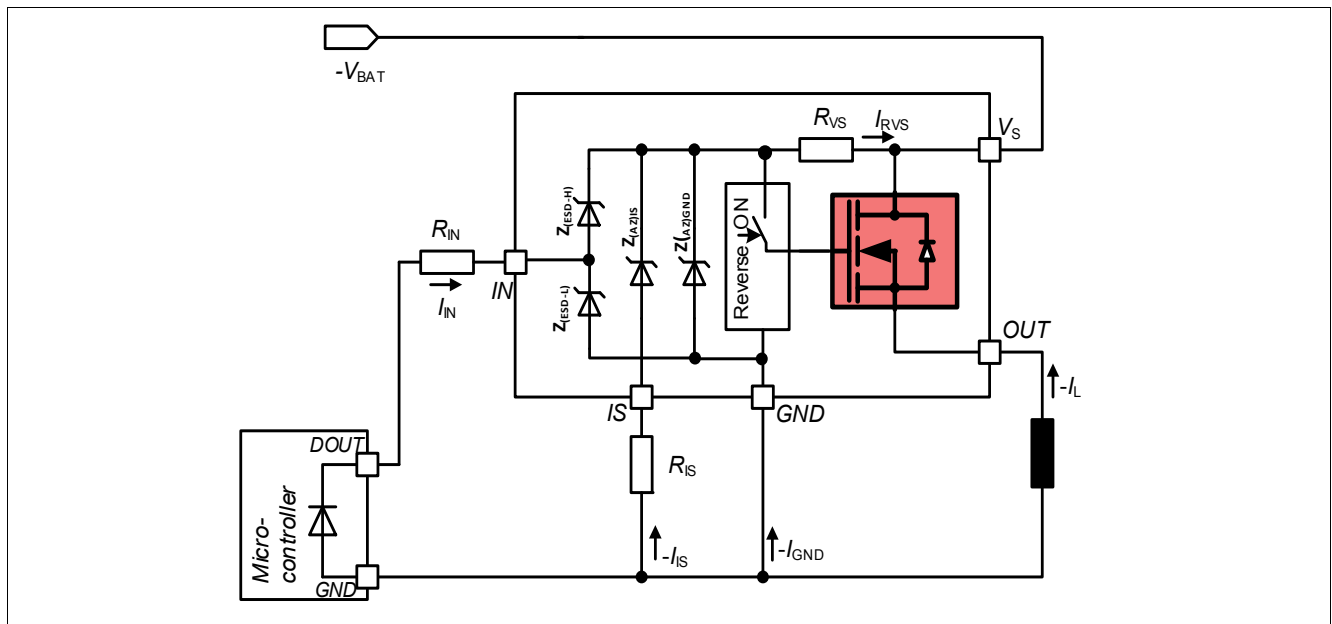 -VBAT
RVS
IRVS
VS
Z(ESD-H)
Z(AZ)IS
Z(AZ)GND
Reverse ON
RIN
IN
IIN
Z(ESD-L)
OUT
IS
GND
-IL
DOUT
RIS
Micro-
controller
-IIS
-IGND
GND